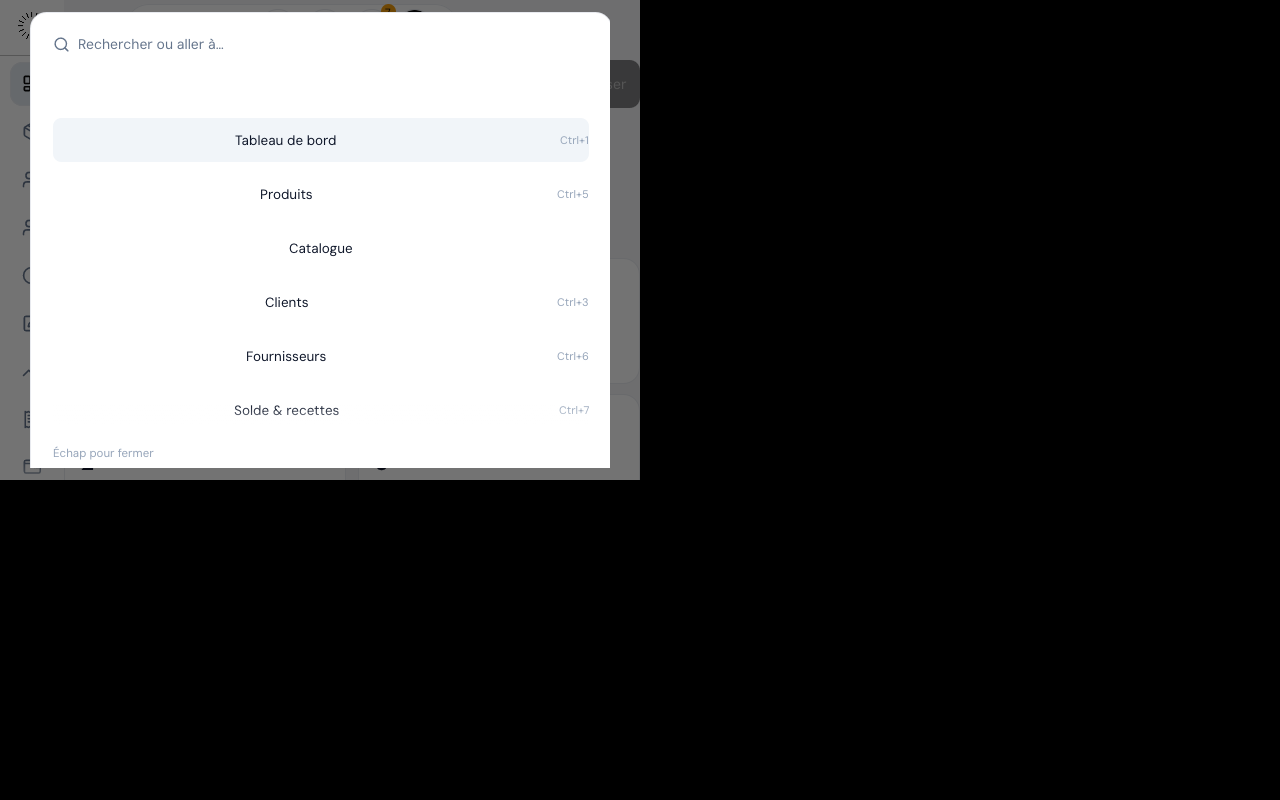 Rechercher ou aller à...
Tableau de bord Ctrl+1
Produits Ctrl+5
Catalogue
Clients Ctrl+3
Fournisseurs Ctrl+6
Solde & recettes Ctrl+7
Échap pour fermer